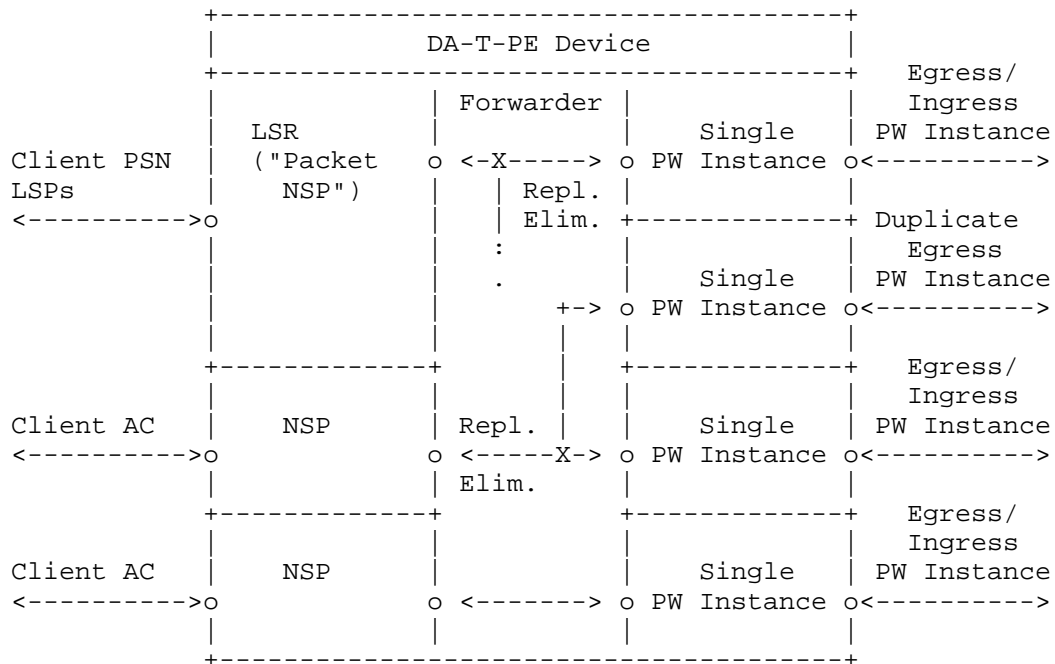 DA-T-PE Device
Egress/
Forwarder Ingress
LSR Single PW Instance
Client PSN ("Packet o <-X-----> o PW Instance o<---------->
LSPs NSP") Repl.
<---------->o Elim. Duplicate
: Egress
. Single PW Instance
+-> o PW Instance o<---------->
Egress/
Ingress
Client AC NSP Repl. Single PW Instance
<---------->o o <-----X-> o PW Instance o<---------->
Elim.
Egress/
Ingress
Client AC NSP Single PW Instance
<---------->o o <-------> o PW Instance o<---------->